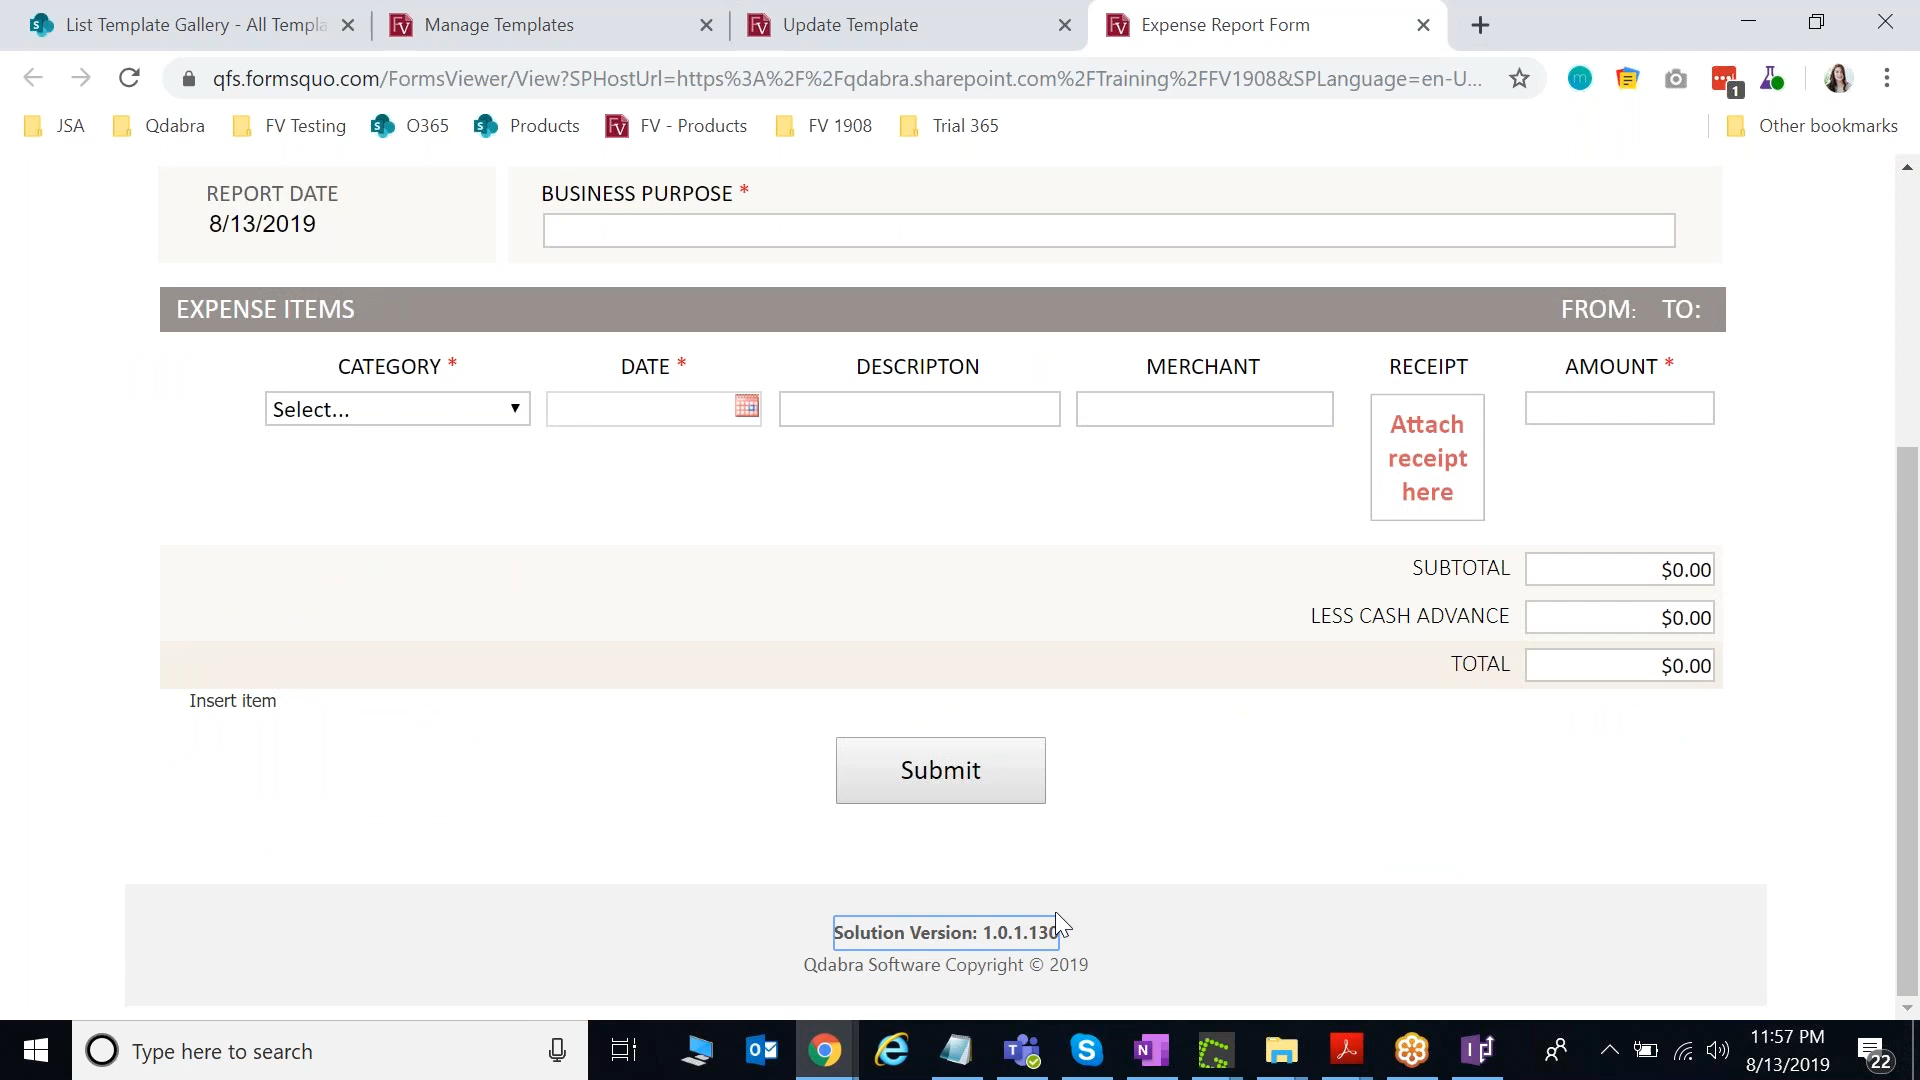 List Template Gallery - All Templa
Manage Templates
Update Template
Expense Report Form
qfs.formsquo.com/FormsViewer/View?SPHostUrl=https%3A%2F%2Fqdabra.sharepoint.com%2FTraining%2FFV1908&SPLanguage=en-U...
1
JSA
Qdabra
FV Testing
O365
Products
FV - Products
FV 1908
Trial 365
Other bookmarks
REPORT DATE
8/13/2019
BUSINESS PURPOSE *
EXPENSE ITEMS FROM: TO:
CATEGORY * DATE * DESCRIPTON MERCHANT RECEIPT AMOUNT *
Select...
Attach
receipt
here
SUBTOTAL $0.00
LESS CASH ADVANCE $0.00
TOTAL $0.00
Insert item
Submit
Solution Version: 1.0.1.130
Qdabra Software Copyright © 2019
Type here to search
11:57 PM
8/13/2019
22